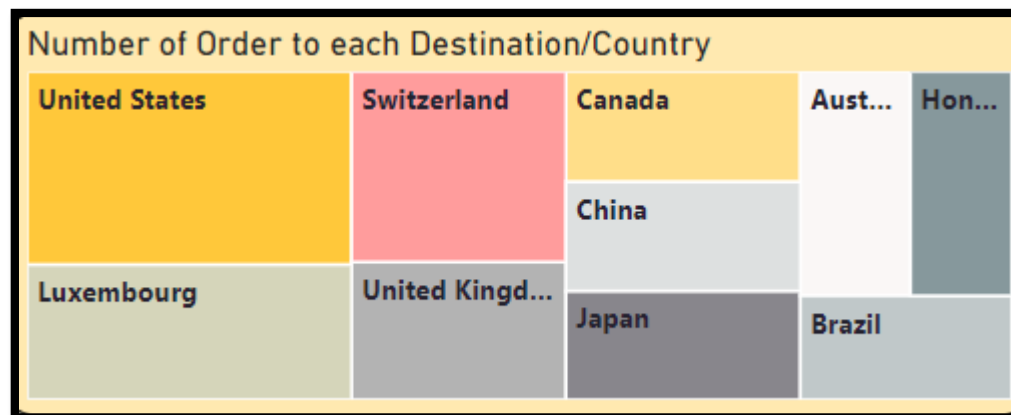 Number of Order to each Destination/Country
United States
Switzerland
Canada
Aust...
Hon...
China
Luxembourg
United Kingd...
Japan
Brazil